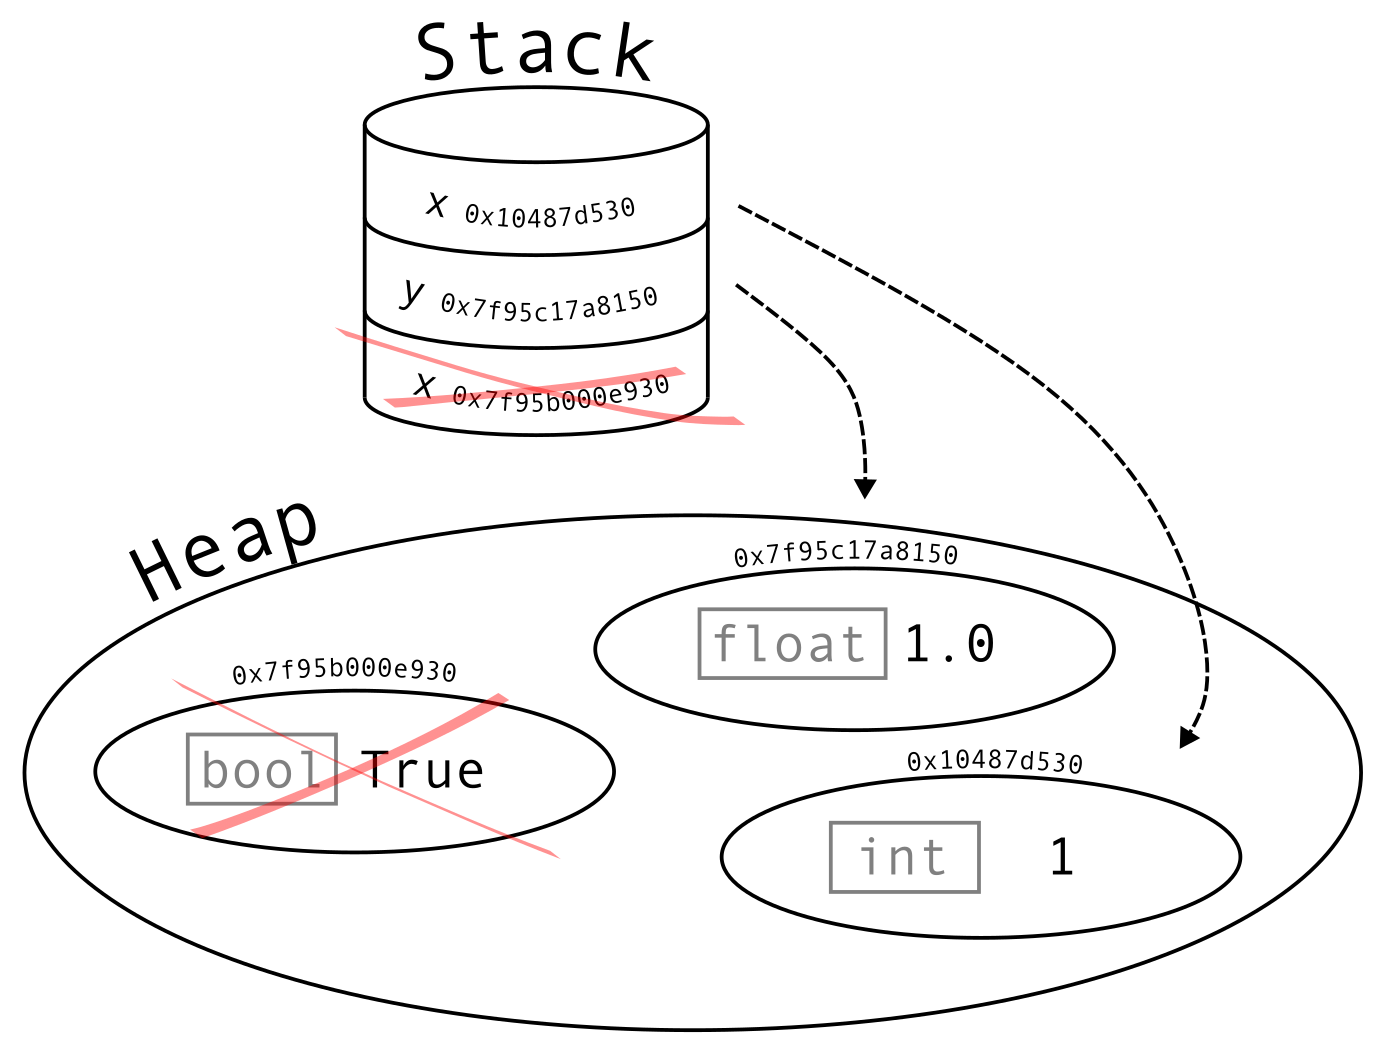 Stack
x 0x10487d530
y 0x7f95c17a8150
x 0x7f95b000e930
Heap
0x7f95c17a8150
float 1.0
0x7f95b000e930
bool True
0x10487d530
int 1